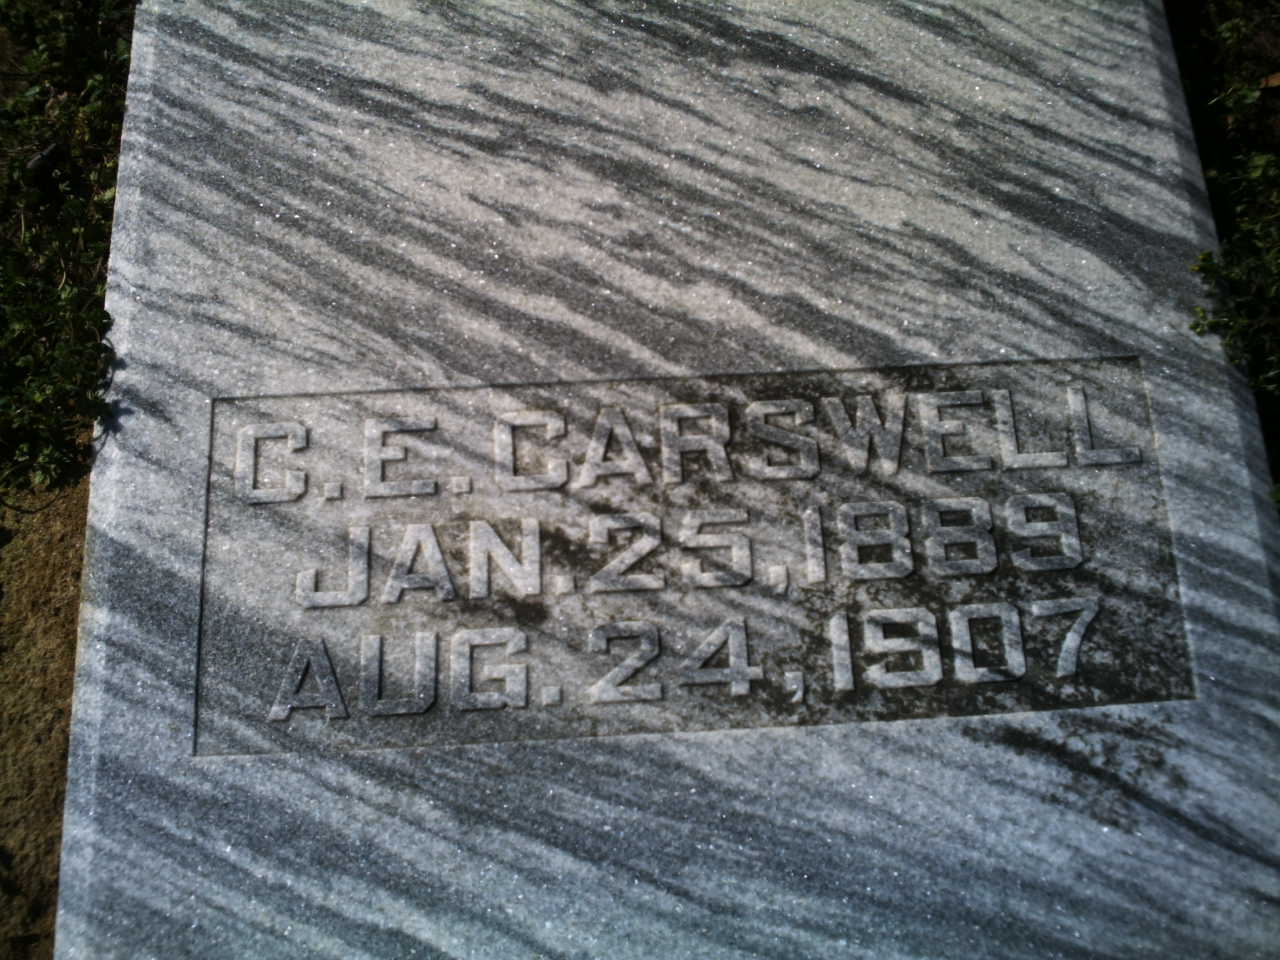 C.E. CARSWELL
JAN. 25, 1889
AUG. 24, 1907